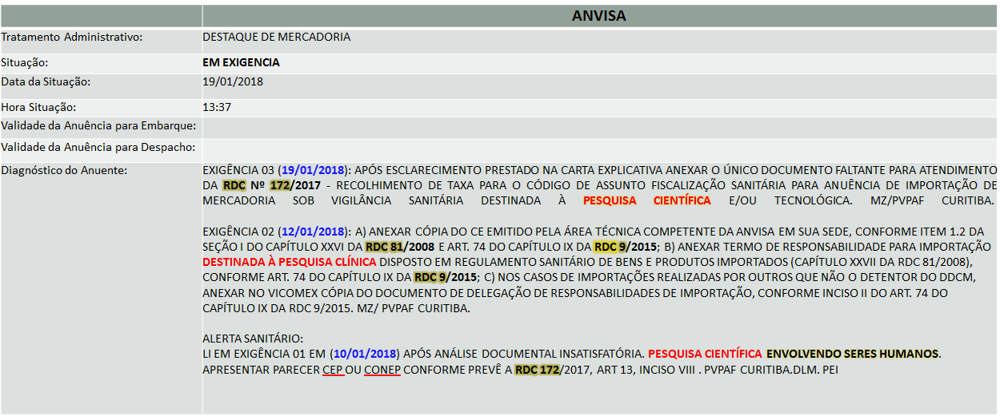 ANVISA
Tratamento Administrativo: DESTAQUE DE MERCADORIA
Situação: EM EXIGENCIA
Data da Situação: 19/01/2018
Hora Situação: 13:37
Validade da Anuência para Embarque:
Validade da Anuência para Despacho:
Diagnóstico do Anuente: EXIGÊNCIA 03 (19/01/2018): APÓS ESCLARECIMENTO PRESTADO NA CARTA EXPLICATIVA ANEXAR O ÚNICO DOCUMENTO FALTANTE PARA ATENDIMENTO
DA RDC Nº 172/2017 - RECOLHIMENTO DE TAXA PARA O CÓDIGO DE ASSUNTO FISCALIZAÇÃO SANITÁRIA PARA ANUÊNCIA DE IMPORTAÇÃO DE
MERCADORIA SOB VIGILÂNCIA SANITÁRIA DESTINADA À PESQUISA CIENTÍFICA E/OU TECNOLÓGICA. MZ/PVPAF CURITIBA.
EXIGÊNCIA 02 (12/01/2018): A) ANEXAR CÓPIA DO CE EMITIDO PELA ÁREA TÉCNICA COMPETENTE DA ANVISA EM SUA SEDE, CONFORME ITEM 1.2 DA
SEÇÃO I DO CAPÍTULO XXVI DA RDC 81/2008 E ART. 74 DO CAPÍTULO IX DA RDC 9/2015; B) ANEXAR TERMO DE RESPONSABILIDADE PARA IMPORTAÇÃO
DESTINADA À PESQUISA CLÍNICA DISPOSTO EM REGULAMENTO SANITÁRIO DE BENS E PRODUTOS IMPORTADOS (CAPÍTULO XXVII DA RDC 81/2008),
CONFORME ART. 74 DO CAPÍTULO IX DA RDC 9/2015; C) NOS CASOS DE IMPORTAÇÕES REALIZADAS POR OUTROS QUE NÃO O DETENTOR DO DDCM,
ANEXAR NO VICOMEX CÓPIA DO DOCUMENTO DE DELEGAÇÃO DE RESPONSABILIDADES DE IMPORTAÇÃO, CONFORME INCISO II DO ART. 74 DO
CAPÍTULO IX DA RDC 9/2015. MZ/ PVPAF CURITIBA.
ALERTA SANITÁRIO:
LI EM EXIGÊNCIA 01 EM (10/01/2018) APÓS ANÁLISE DOCUMENTAL INSATISFATÓRIA. PESQUISA CIENTÍFICA ENVOLVENDO SERES HUMANOS.
APRESENTAR PARECER CEP OU CONEP CONFORME PREVÊ A RDC 172/2017, ART 13, INCISO VIII . PVPAF CURITIBA.DLM. PEI